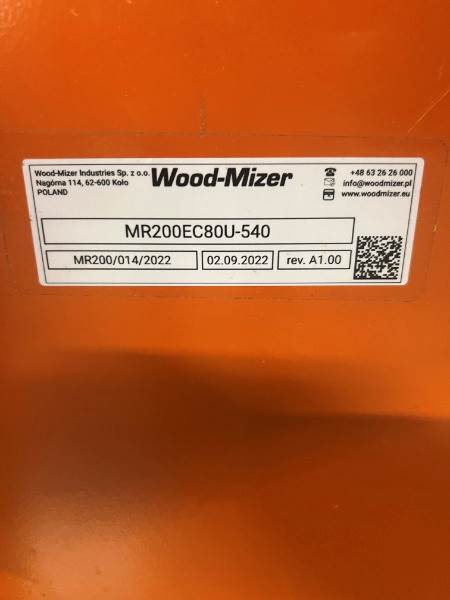 Wood-Mizer Industries Sp. z o.o.
Nagórna 114, 62-600 Koło
POLAND
Wood-Mizer
+48 63 26 26 000
info@woodmizer.pl
www.woodmizer.eu
MR200EC80U-540
MR200/014/2022 02.09.2022 rev. A1.00